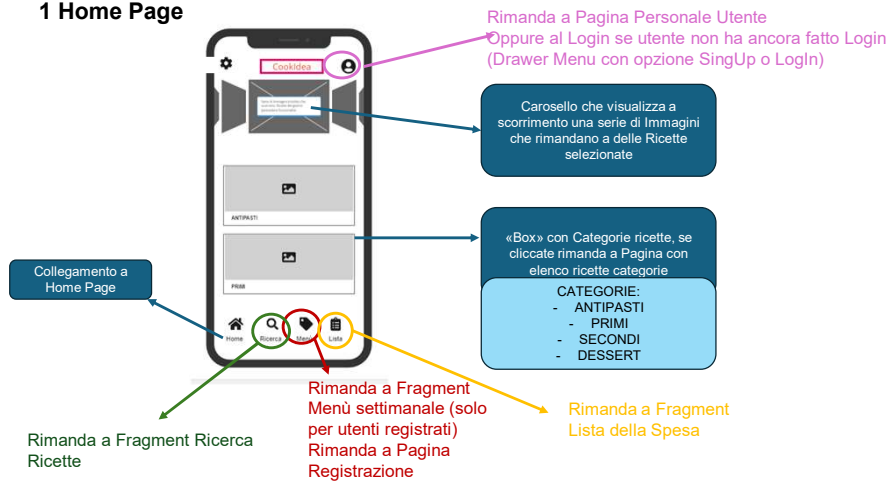 1 Home Page
Rimanda a Pagina Personale Utente
Oppure al Login se utente non ha ancora fatto Login
(Drawer Menu con opzione SingUp o LogIn)
CookIdea
Carosello che visualizza a
scorrimento una serie di Immagini
che rimandano a delle Ricette
selezionate
ANTIPASTI
«Box» con Categorie ricette, se
cliccate rimanda a Pagina con
elenco ricette categorie
Collegamento a
Home Page
PRIMI
CATEGORIE:
- ANTIPASTI
- PRIMI
- SECONDI
- DESSERT
Home Ricerca Menù Lista
Rimanda a Fragment
Menù settimanale (solo
per utenti registrati)
Rimanda a Pagina
Registrazione
Rimanda a Fragment
Lista della Spesa
Rimanda a Fragment Ricerca
Ricette